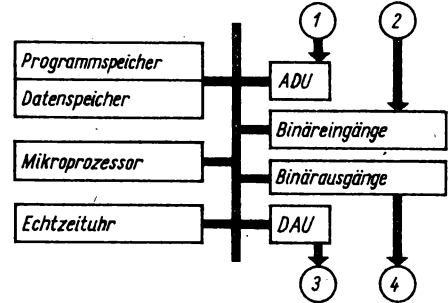 1
2
Programmspeicher
Datenspeicher
ADU
Binäreingänge
Mikroprozessor
Binärausgänge
Echtzeituhr
DAU
3
4